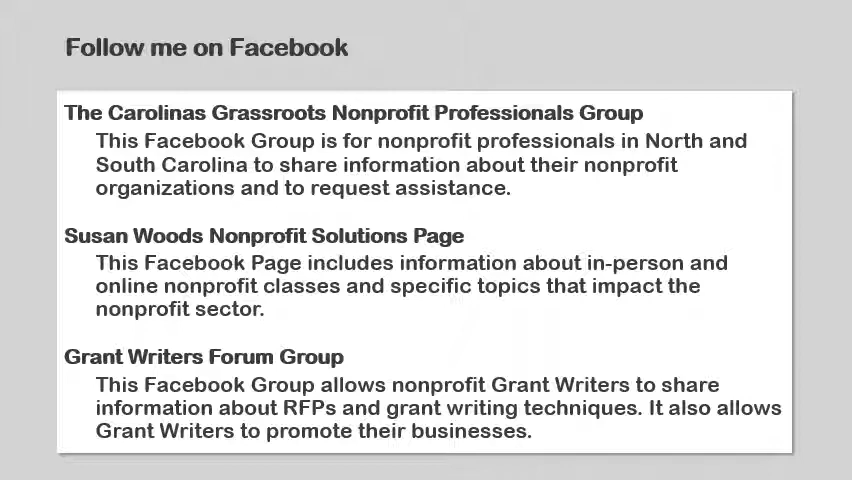 Follow me on Facebook
The Carolinas Grassroots Nonprofit Professionals Group
This Facebook Group is for nonprofit professionals in North and
South Carolina to share information about their nonprofit
organizations and to request assistance.
Susan Woods Nonprofit Solutions Page
This Facebook Page includes information about in-person and
online nonprofit classes and specific topics that impact the
nonprofit sector.
Grant Writers Forum Group
This Facebook Group allows nonprofit Grant Writers to share
information about RFPs and grant writing techniques. It also allows
Grant Writers to promote their businesses.